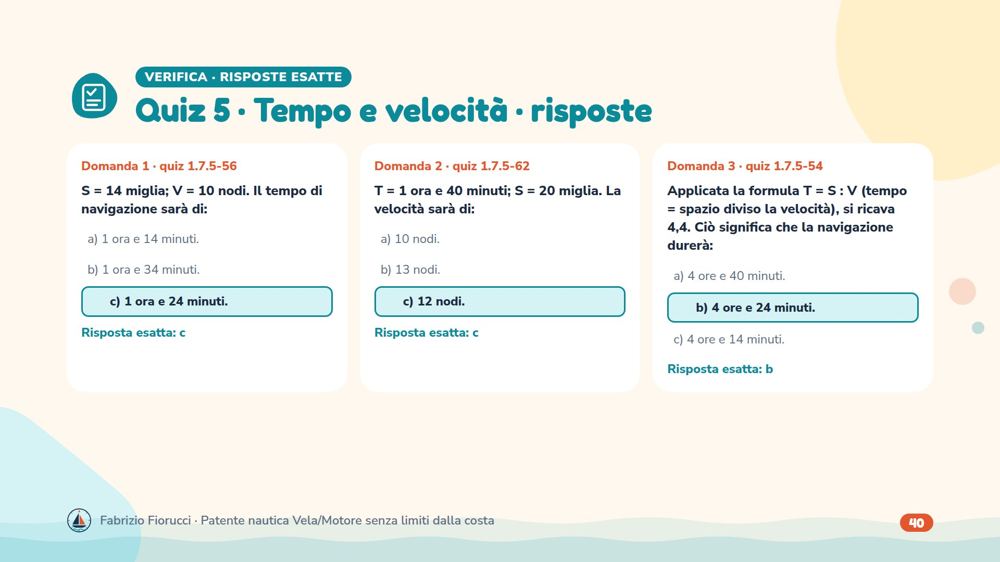 VERIFICA · RISPOSTE ESATTE
Quiz 5 · Tempo e velocità · risposte
Domanda 1 · quiz 1.7.5-56
S = 14 miglia; V = 10 nodi. Il tempo di
navigazione sarà di:
a) 1 ora e 14 minuti.
b) 1 ora e 34 minuti.
c) 1 ora e 24 minuti.
Risposta esatta: c
Domanda 2 · quiz 1.7.5-62
T = 1 ora e 40 minuti; S = 20 miglia. La
velocità sarà di:
a) 10 nodi.
b) 13 nodi.
c) 12 nodi.
Risposta esatta: c
Domanda 3 · quiz 1.7.5-54
Applicata la formula T = S : V (tempo
= spazio diviso la velocità), si ricava
4,4. Ciò significa che la navigazione
durerà:
a) 4 ore e 40 minuti.
b) 4 ore e 24 minuti.
c) 4 ore e 14 minuti.
Risposta esatta: b
Fabrizio Fiorucci · Patente nautica Vela/Motore senza limiti dalla costa
40